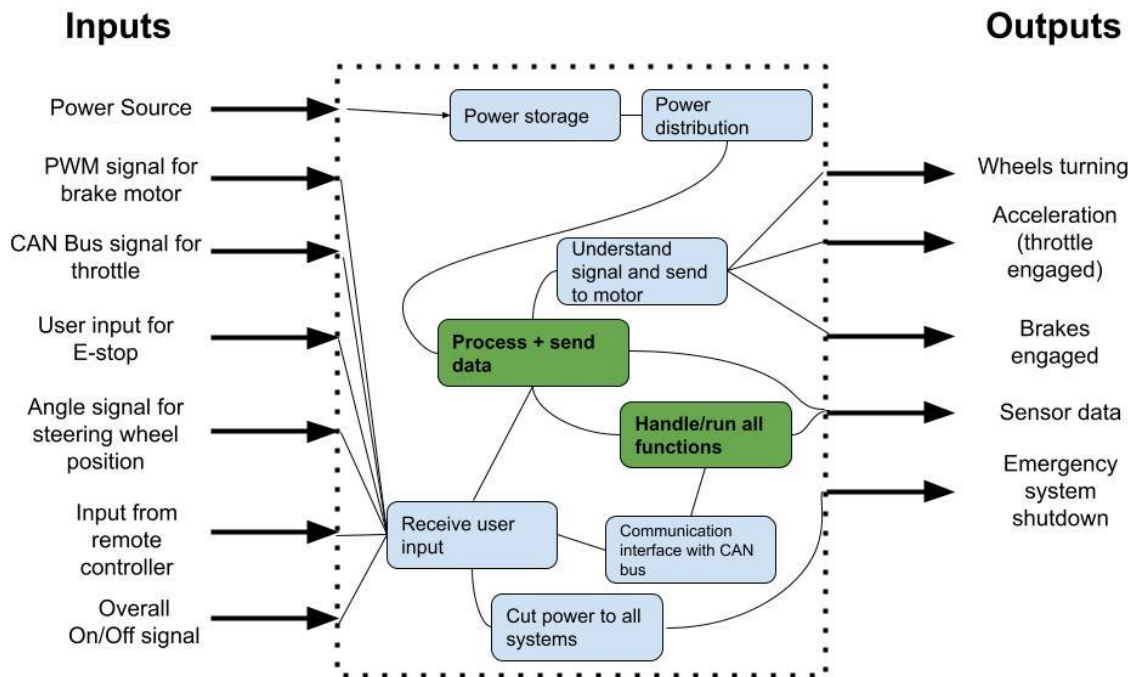 Inputs
Outputs
Power Source
PWM signal for
brake motor
CAN Bus signal for
throttle
User input for
E-stop
Angle signal for
steering wheel
position
Input from
remote
controller
Overall
On/Off signal
Power storage
Power
distribution
Understand
signal and send
to motor
Process + send
data
Handle/run all
functions
Receive user
input
Communication
interface with CAN
bus
Cut power to all
systems
Wheels turning
Acceleration
(throttle
engaged)
Brakes
engaged
Sensor data
Emergency
system
shutdown